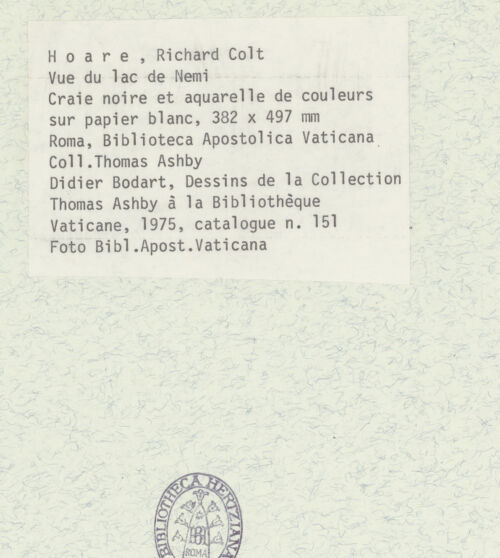 H o a r e , Richard Colt
Vue du lac de Nemi
Craie noire et aquarelle de couleurs
sur papier blanc, 382 x 497 mm
Roma, Biblioteca Apostolica Vaticana
Coll.Thomas Ashby
Didier Bodart, Dessins de la Collection
Thomas Ashby à la Bibliothèque
Vaticane, 1975, catalogue n. 151
Foto Bibl.Apost.Vaticana
BIBLIOTHECA HERTZIANA
ROMA